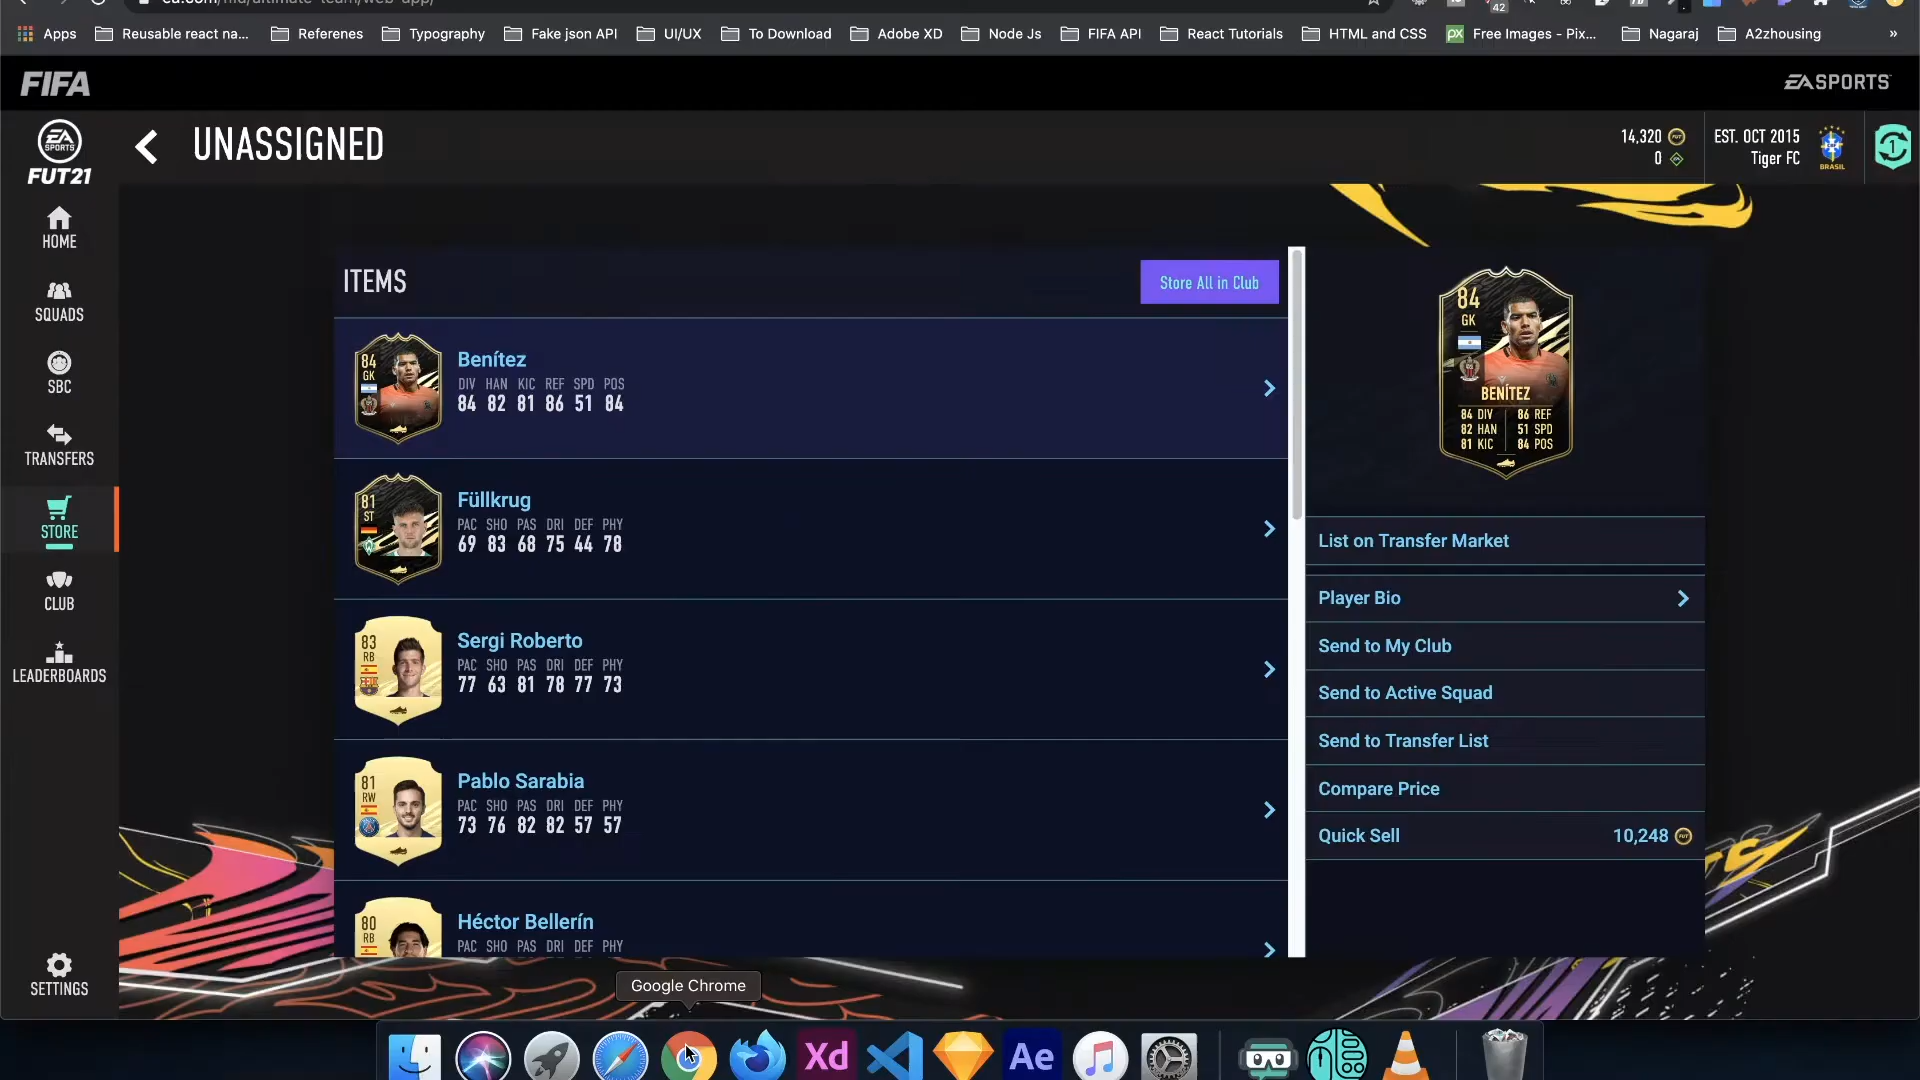 42
Apps
Reusable react na...
Referenes
Typography
Fake json API
UI/UX
To Download
Adobe XD
Node Js
FIFA API
React Tutorials
HTML and CSS
px
Free Images - Pix...
Nagaraj
A2zhousing
»
FIFA
EA SPORTS
EA SPORTS
FUT21
UNASSIGNED
14,320
0
EST. OCT 2015
Tiger FC
BRASIL
1
HOME
SQUADS
SBC
TRANSFERS
STORE
CLUB
LEADERBOARDS
SETTINGS
ITEMS
Store All in Club
84
GK
Benítez
DIV HAN KIC REF SPD POS
84 82 81 86 51 84
81
ST
Füllkrug
PAC SHO PAS DRI DEF PHY
69 83 68 75 44 78
83
RB
Sergi Roberto
PAC SHO PAS DRI DEF PHY
77 63 81 78 77 73
81
RW
Pablo Sarabia
PAC SHO PAS DRI DEF PHY
73 76 82 82 57 57
80
RB
Héctor Bellerín
PAC SHO PAS DRI DEF PHY
84
GK
BENÍTEZ
84 DIV 86 REF
82 HAN 51 SPD
81 KIC 84 POS
List on Transfer Market
Player Bio
Send to My Club
Send to Active Squad
Send to Transfer List
Compare Price
Quick Sell 10,248
Google Chrome
Xd
Ae